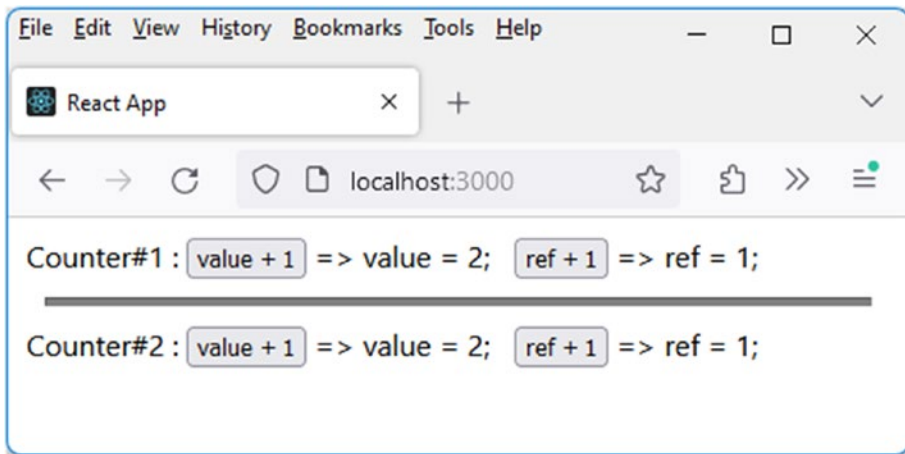 File Edit View History Bookmarks Tools Help
React App
localhost:3000
Counter#1 : value + 1 => value = 2; ref + 1 => ref = 1;
Counter#2 : value + 1 => value = 2; ref + 1 => ref = 1;